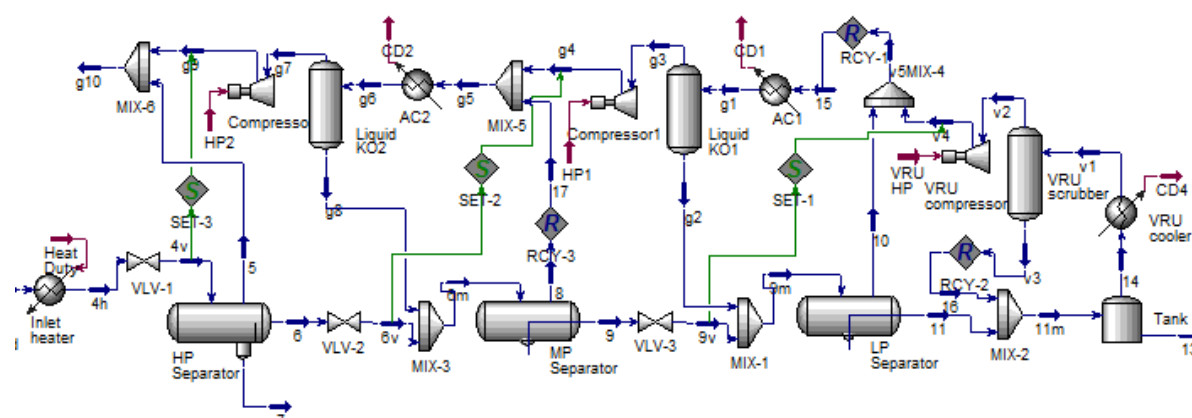 g10
MIX-6
g9
HP2
Compresso
g7
Liquid
KO2
g6
CD2
AC2
g5
MIX-5
g4
HP1
Compressor1
g3
Liquid
KO1
g1
CD1
AC1
15
R
RCY-1
v5
MIX-4
v4
v2
VRU
HP
VRU
compressor
VRU
scrubber
v1
CD4
VRU
cooler
S
SET-3
g8
S
SET-2
17
R
RCY-3
g2
S
SET-1
10
R
RCY-2
v3
14
Heat
Duty
4h
Inlet
heater
VLV-1
4v
5
HP
Separator
6
VLV-2
6v
MIX-3
6m
8
MP
Separator
9
VLV-3
9v
MIX-1
9m
LP
Separator
11
16
MIX-2
11m
Tank
13